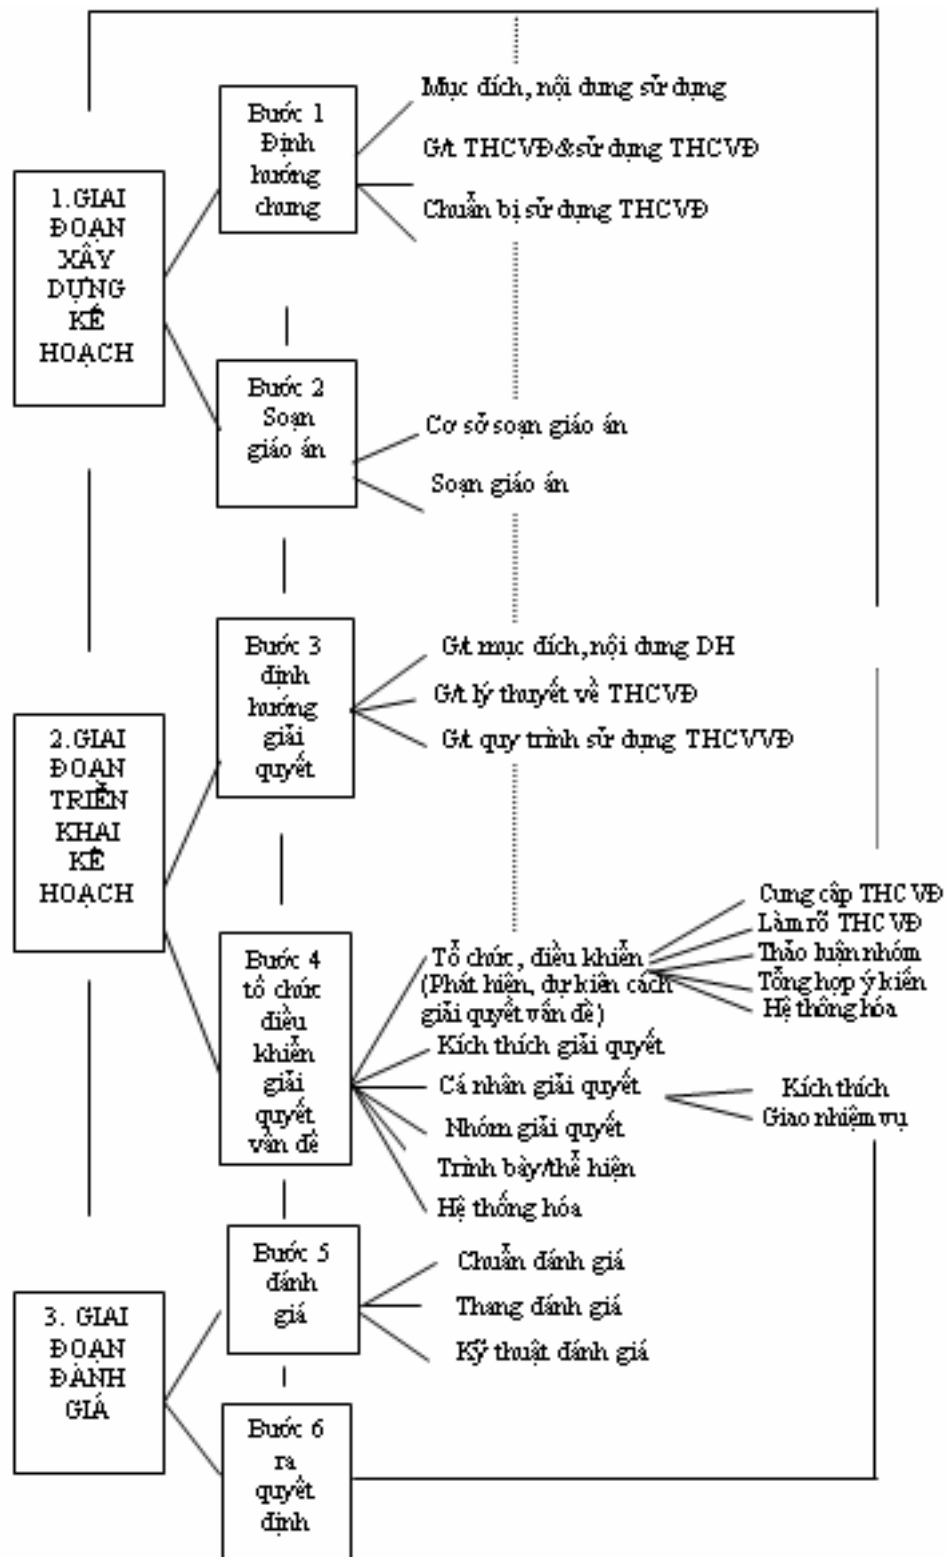 1.GIAI
ĐOẠN
XÂY
DỰNG
KẾ
HOẠCH
Bước 1
Định
hướng
chung
Mục đích, nội dung sử dụng
G/t THCVĐ&sử dụng THCVĐ
Chuẩn bị sử dụng THCVĐ
Bước 2
Soạn
giáo án
Cơ sở soạn giáo án
Soạn giáo án
2.GIAI
ĐOẠN
TRIỂN
KHAI
KẾ
HOẠCH
Bước 3
định
hướng
giải
quyết
G/t mục đích,nội dung DH
G/t lý thuyết về THCVĐ
G/t quy trình sử dụng THCVVĐ
Bước 4
tổ chức
điều
khiển
giải
quyết
vấn đề
Tổ chức, điều khiển
(Phát hiện, dự kiến cách
giải quyết vấn đề)
Cung cấp THCVĐ
Làm rõ THCVĐ
Thảo luận nhóm
Tổng hợp ý kiến
Hệ thông hóa
Kích thích giải quyết
Cá nhân giải quyết
Kích thích
Giao nhiệm vụ
Nhóm giải quyết
Trình bày/thể hiện
Hệ thống hóa
3. GIAI
ĐOẠN
ĐÁNH
GIÁ
Bước 5
đánh
giá
Chuẩn đánh giá
Thang đánh giá
Kỹ thuật đánh giá
Bước 6
ra
quyết
định